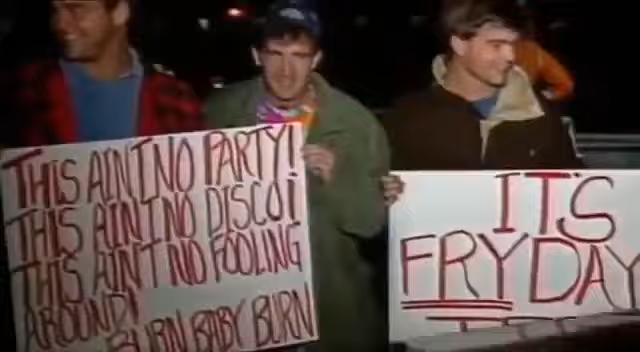 THIS AIN'T NO PARTY!
THIS AIN'T NO DISCO!
THIS AIN'T NO FOOLING
AROUND!
BURN BABY BURN
IT'S
FRYDAY